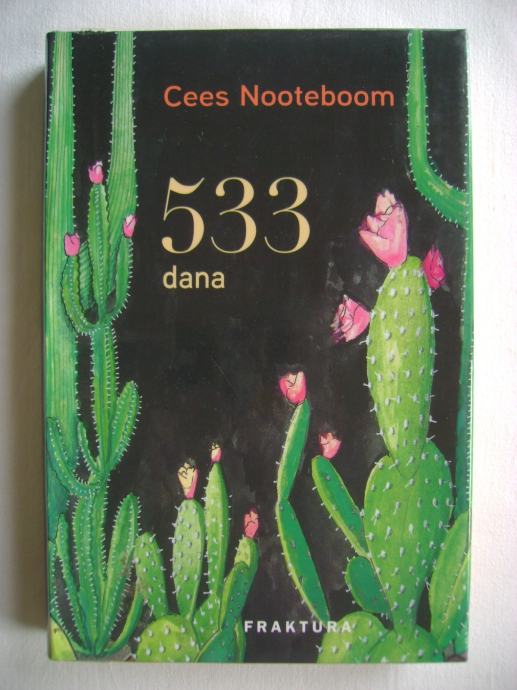 Cees Nooteboom
533
dana
FRAKTURA